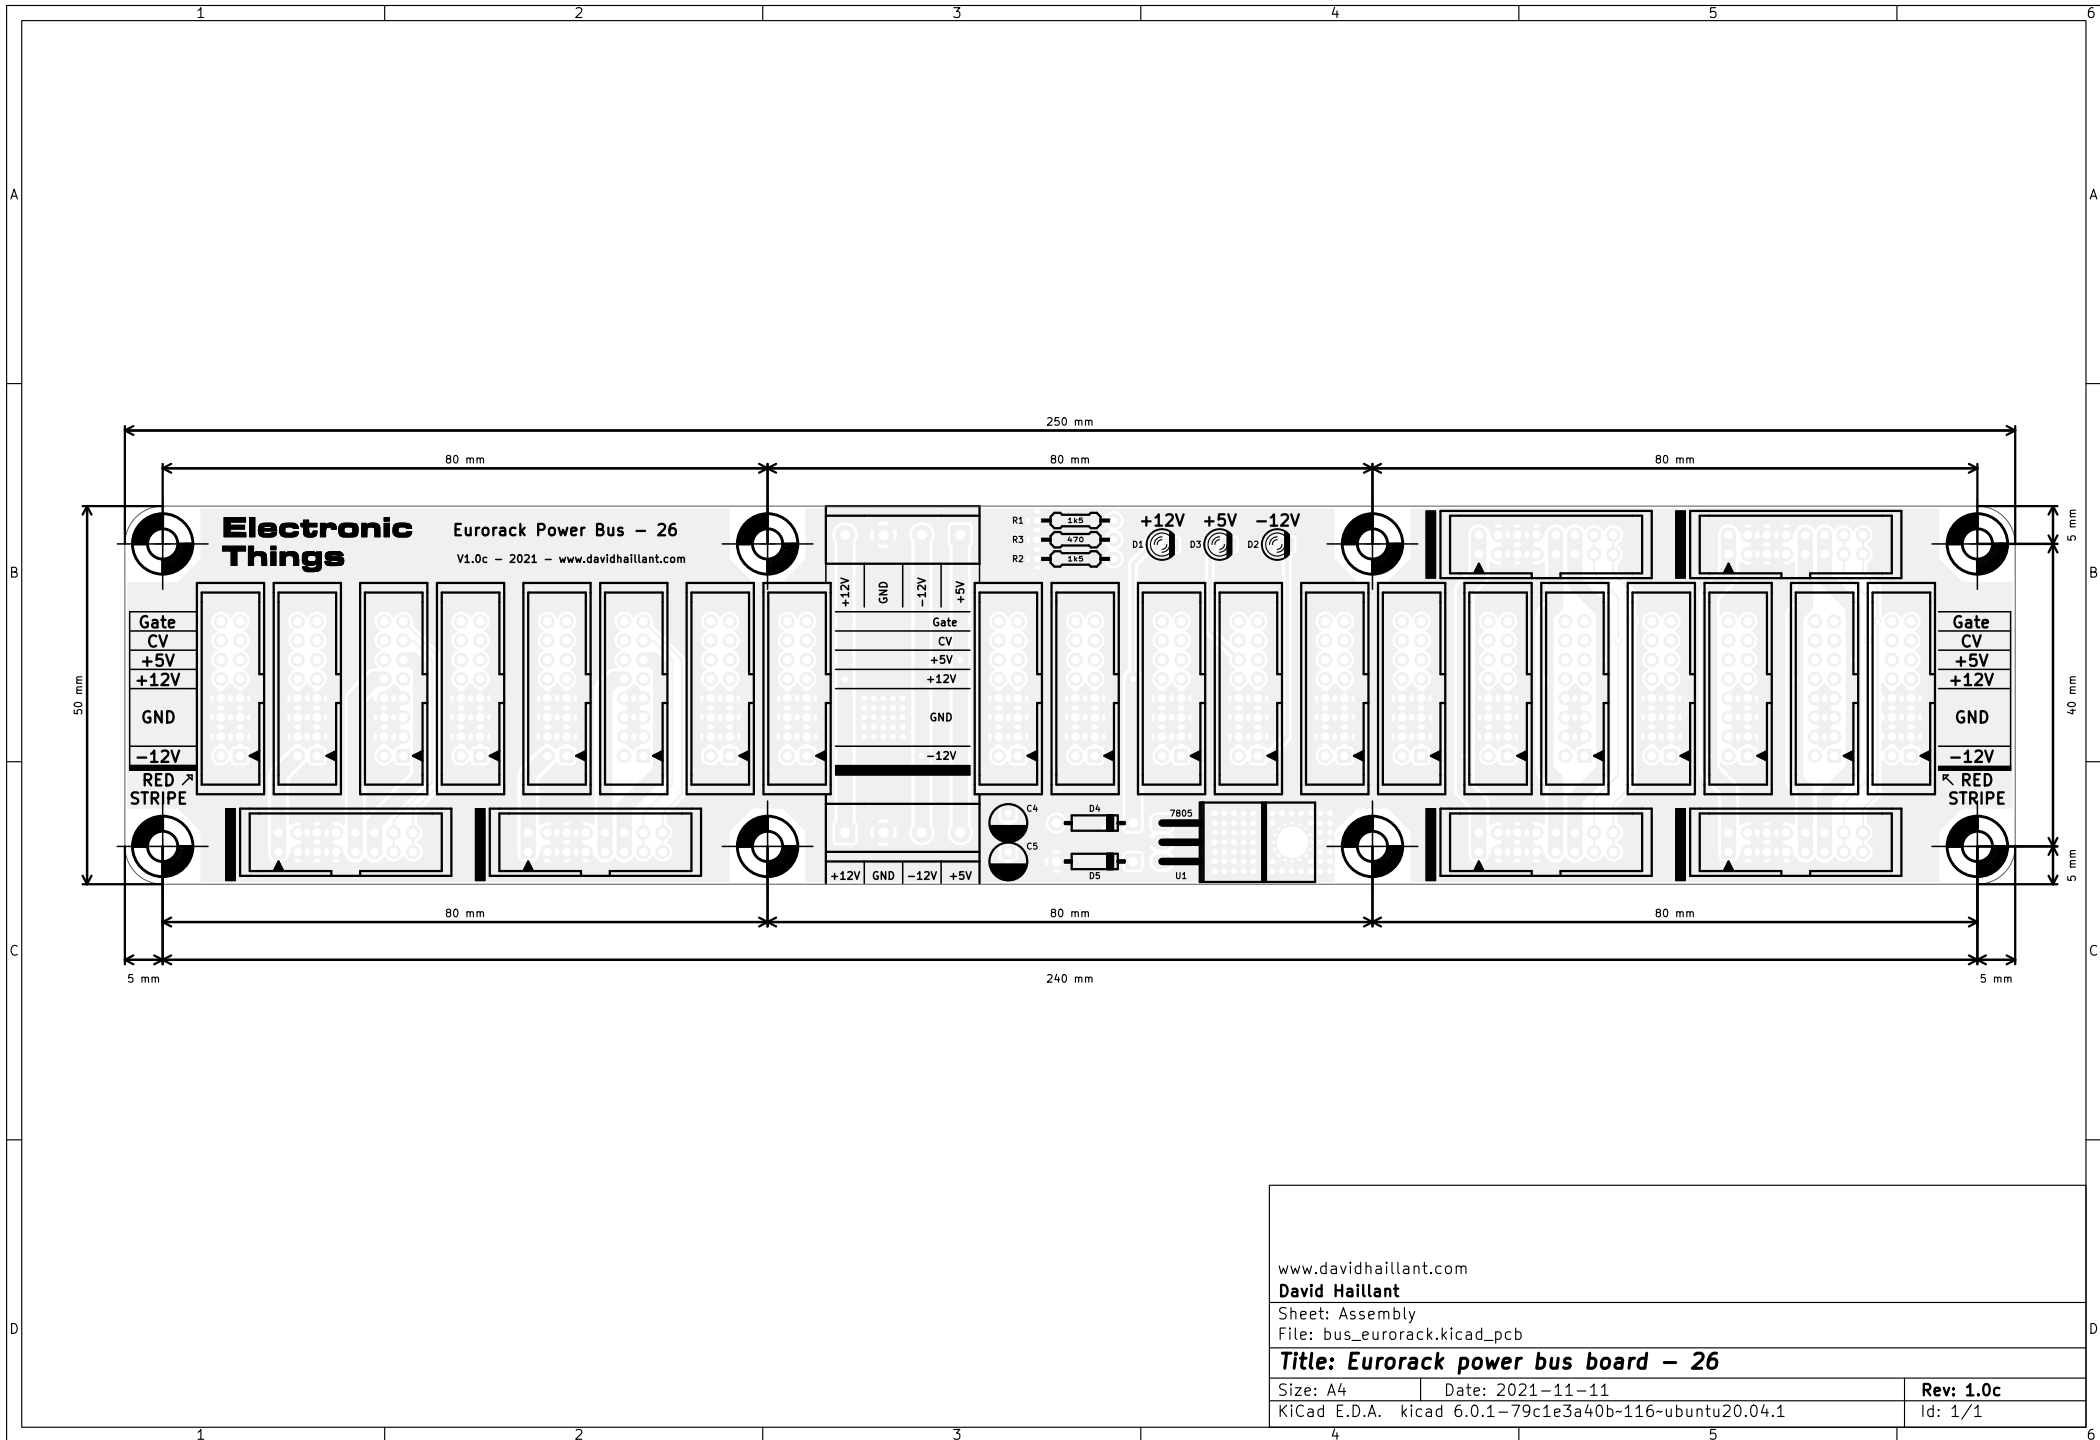 1 2 3 4 5 6
A A
250 mm
80 mm 80 mm 80 mm
Electronic
Things
Eurorack Power Bus - 26
V1.0c - 2021 - www.davidhaillant.com
R1 1k5
R3 470
R2 1k5
+12V +5V -12V
D1 D3 D2
5 mm
B B
+12V GND -12V +5V
Gate
CV
+5V
+12V
GND
-12V
RED
STRIPE
Gate
CV
+5V
+12V
GND
-12V
Gate
CV
+5V
+12V
GND
-12V
RED
STRIPE
50 mm
40 mm
C4
C5
D4
D5
7805
U1
+12V GND -12V +5V
5 mm
80 mm 80 mm 80 mm
C C
5 mm 240 mm 5 mm
www.davidhaillant.com
David Haillant
Sheet: Assembly
File: bus_eurorack.kicad_pcb
D D
Title: Eurorack power bus board - 26
Size: A4 Date: 2021-11-11 Rev: 1.0c
KiCad E.D.A. kicad 6.0.1-79c1e3a40b~116~ubuntu20.04.1 Id: 1/1
1 2 3 4 5 6